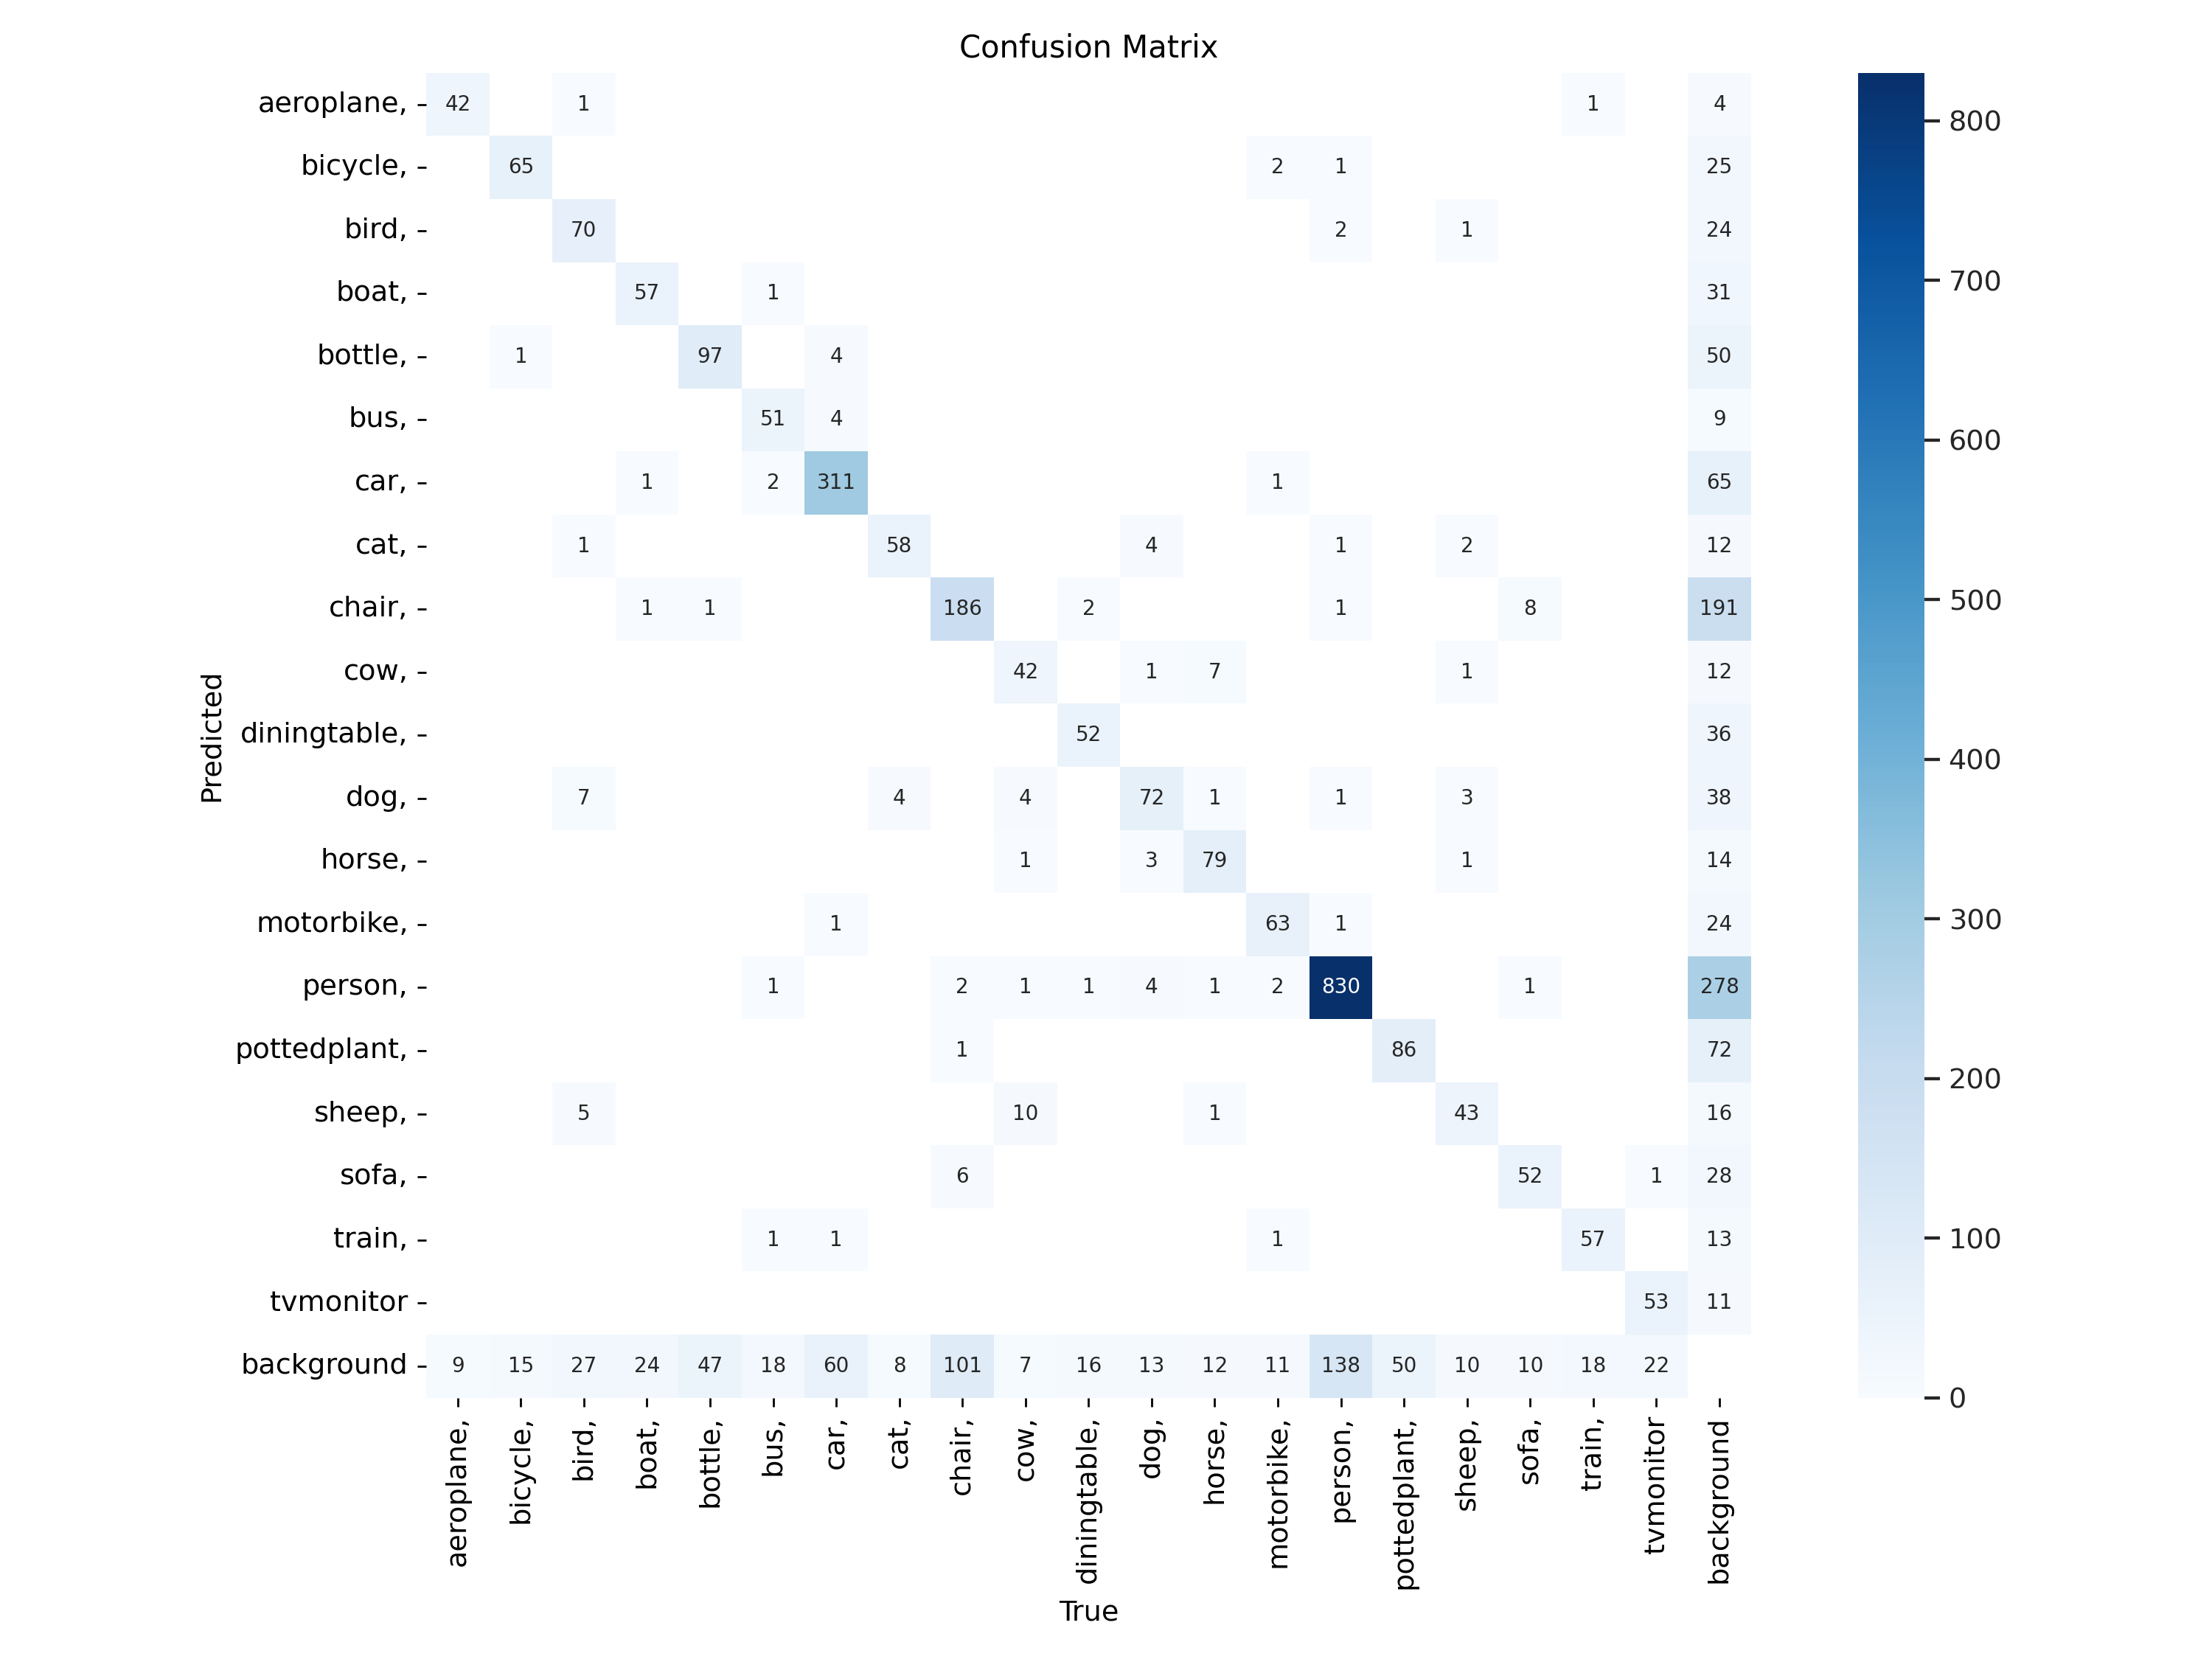 Confusion Matrix
aeroplane, 42 1 1 4
bicycle, 65 2 1 25
bird, 70 2 1 24
boat, 57 1 31
bottle, 1 97 4 50
bus, 51 4 9
car, 1 2 311 1 65
cat, 1 58 4 1 2 12
chair, 1 1 186 2 1 8 191
cow, 42 1 7 1 12
diningtable, 52 36
dog, 7 4 4 72 1 1 3 38
horse, 1 3 79 1 14
motorbike, 1 63 1 24
person, 1 2 1 1 4 1 2 830 1 278
pottedplant, 1 86 72
sheep, 5 10 1 43 16
sofa, 6 52 1 28
train, 1 1 1 57 13
tvmonitor 53 11
background 9 15 27 24 47 18 60 8 101 7 16 13 12 11 138 50 10 10 18 22
Predicted
aeroplane,
bicycle,
bird,
boat,
bottle,
bus,
car,
cat,
chair,
cow,
diningtable,
dog,
horse,
motorbike,
person,
pottedplant,
sheep,
sofa,
train,
tvmonitor
background
True
800
700
600
500
400
300
200
100
0